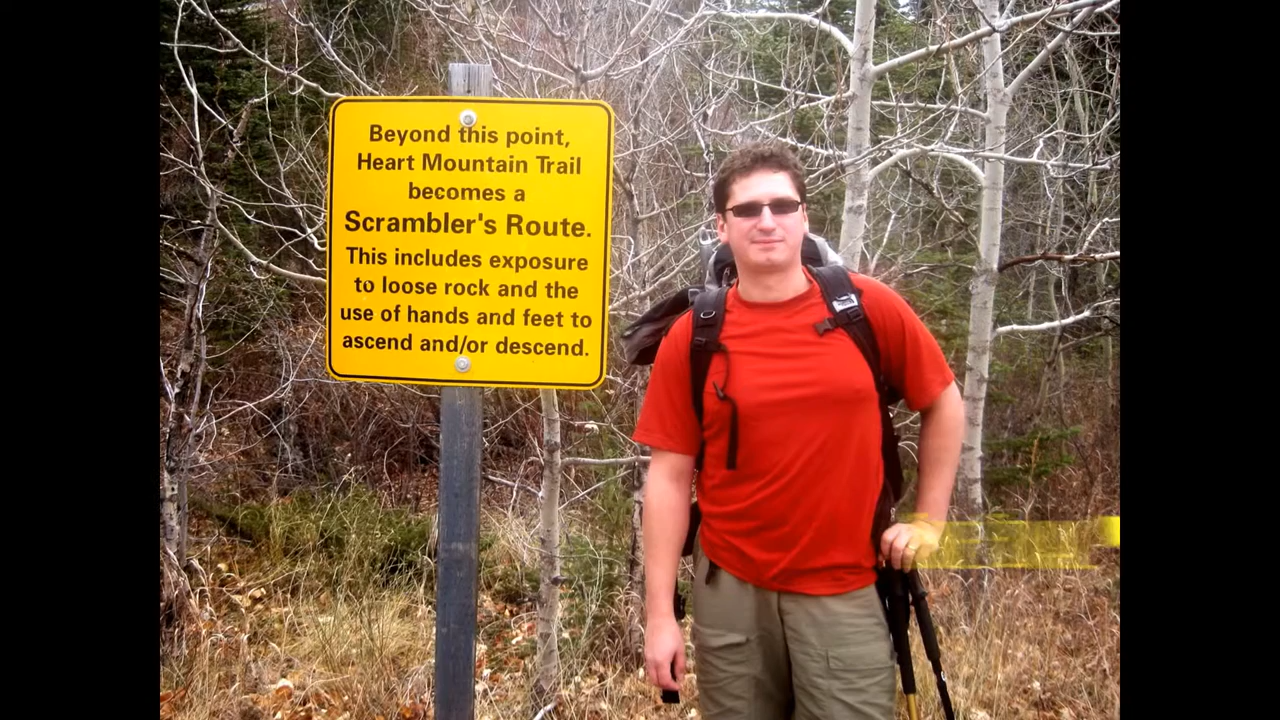 Beyond this point,
Heart Mountain Trail
becomes a
Scrambler's Route.
This includes exposure
to loose rock and the
use of hands and feet to
ascend and/or descend.